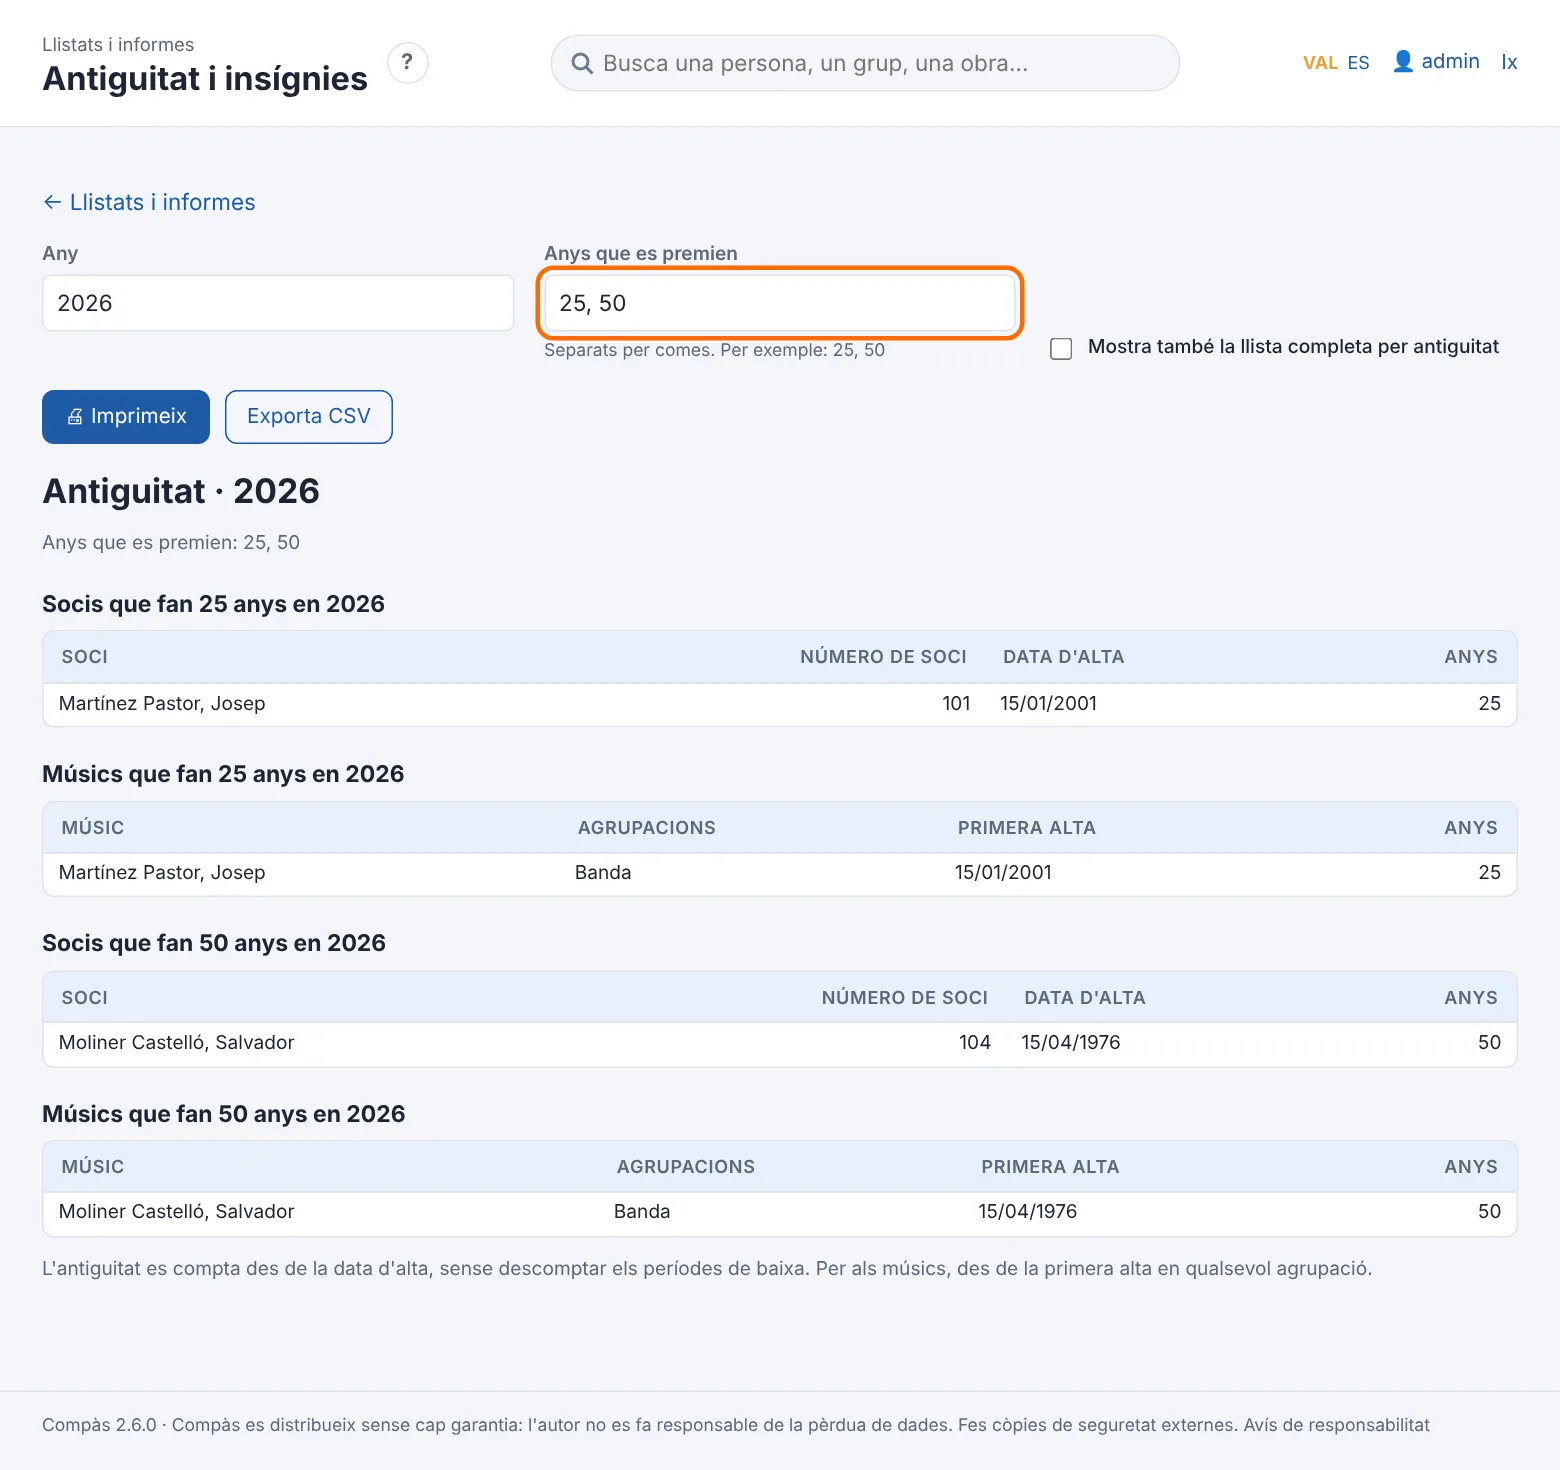 Llistats i informes
Antiguitat i insígnies
?
Busca una persona, un grup, una obra...
VAL ES
admin
Ix
← Llistats i informes
Any
2026
Anys que es premien
25, 50
Separats per comes. Per exemple: 25, 50
Mostra també la llista completa per antiguitat
Imprimeix
Exporta CSV
Antiguitat · 2026
Anys que es premien: 25, 50
Socis que fan 25 anys en 2026
SOCI NÚMERO DE SOCI DATA D'ALTA ANYS
Martínez Pastor, Josep 101 15/01/2001 25
Músics que fan 25 anys en 2026
MÚSIC AGRUPACIONS PRIMERA ALTA ANYS
Martínez Pastor, Josep Banda 15/01/2001 25
Socis que fan 50 anys en 2026
SOCI NÚMERO DE SOCI DATA D'ALTA ANYS
Moliner Castelló, Salvador 104 15/04/1976 50
Músics que fan 50 anys en 2026
MÚSIC AGRUPACIONS PRIMERA ALTA ANYS
Moliner Castelló, Salvador Banda 15/04/1976 50
L'antiguitat es compta des de la data d'alta, sense descomptar els períodes de baixa. Per als músics, des de la primera alta en qualsevol agrupació.
Compàs 2.6.0 · Compàs es distribueix sense cap garantia: l'autor no es fa responsable de la pèrdua de dades. Fes còpies de seguretat externes. Avís de responsabilitat